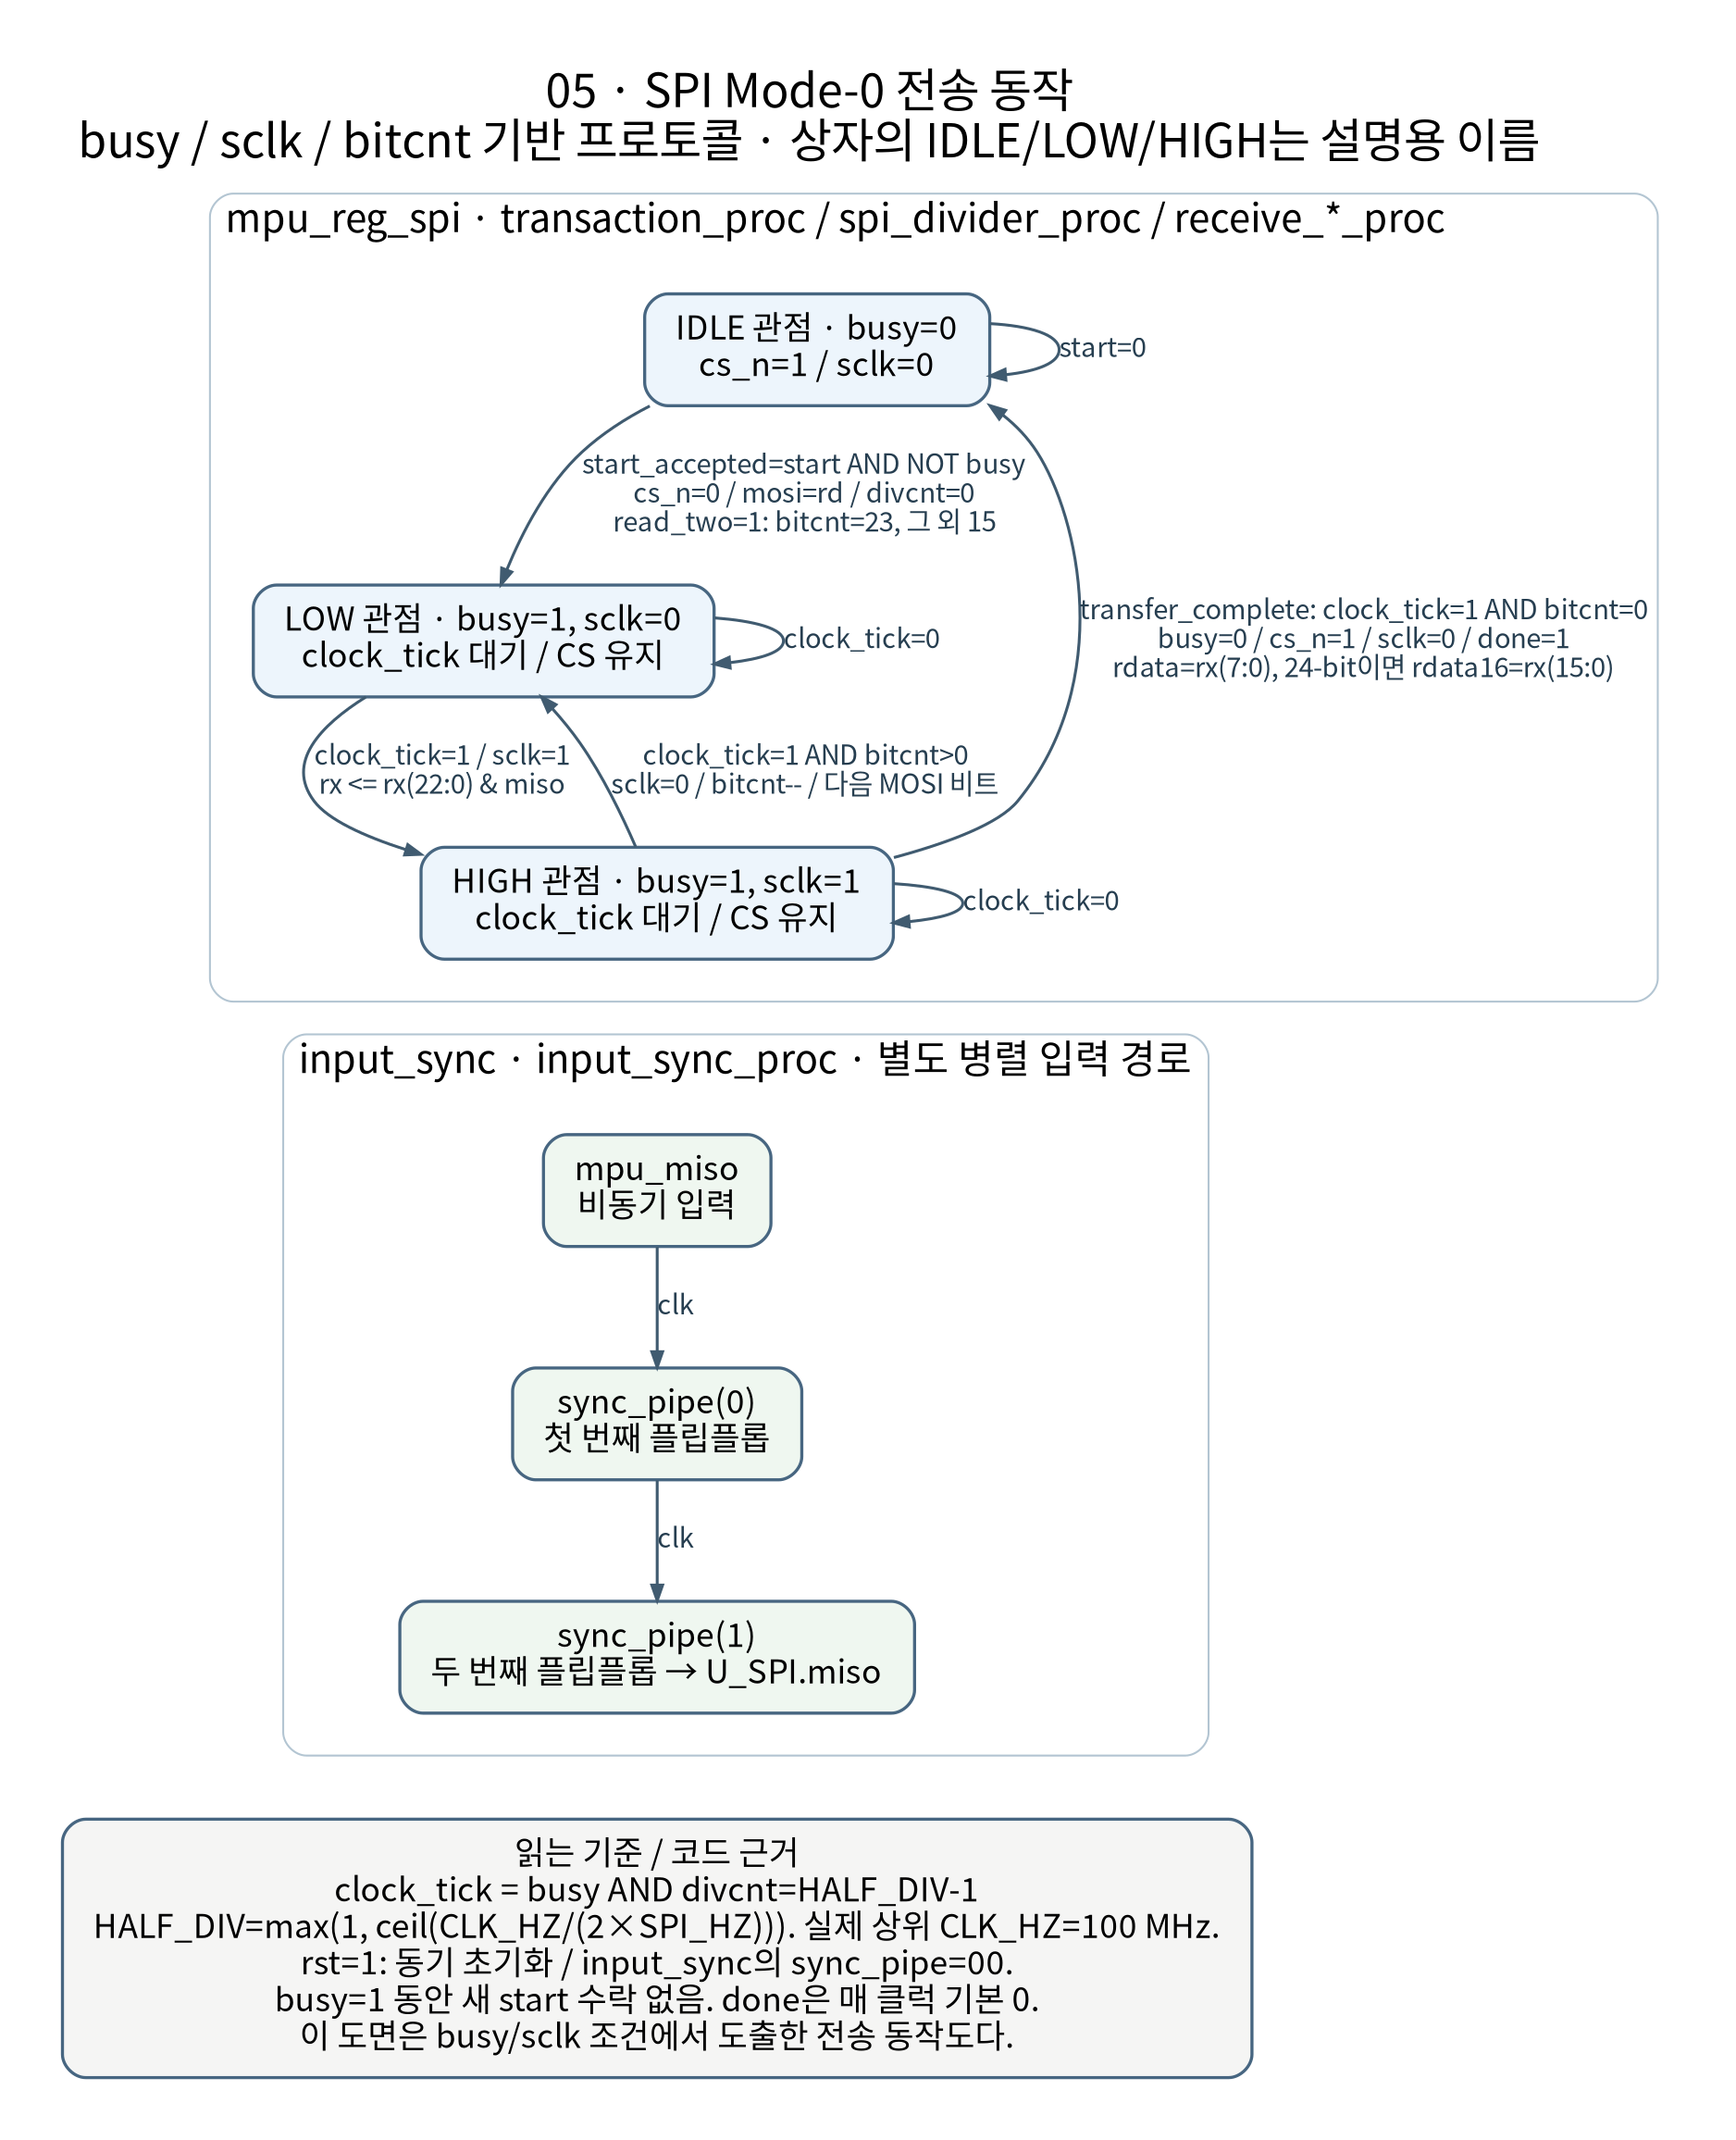 05 · SPI Mode-0 전송 동작
busy / sclk / bitcnt 기반 프로토콜 · 상자의 IDLE/LOW/HIGH는 설명용 이름
mpu_reg_spi · transaction_proc / spi_divider_proc / receive_*_proc
IDLE 관점 · busy=0
cs_n=1 / sclk=0
start=0
start_accepted=start AND NOT busy
cs_n=0 / mosi=rd / divcnt=0
read_two=1: bitcnt=23, 그 외 15
LOW 관점 · busy=1, sclk=0
clock_tick 대기 / CS 유지
clock_tick=0
transfer_complete: clock_tick=1 AND bitcnt=0
busy=0 / cs_n=1 / sclk=0 / done=1
rdata=rx(7:0), 24-bit이면 rdata16=rx(15:0)
clock_tick=1 / sclk=1
rx <= rx(22:0) & miso
clock_tick=1 AND bitcnt>0
sclk=0 / bitcnt-- / 다음 MOSI 비트
HIGH 관점 · busy=1, sclk=1
clock_tick 대기 / CS 유지
clock_tick=0
input_sync · input_sync_proc · 별도 병렬 입력 경로
mpu_miso
비동기 입력
clk
sync_pipe(0)
첫 번째 플립플롭
clk
sync_pipe(1)
두 번째 플립플롭 → U_SPI.miso
읽는 기준 / 코드 근거
clock_tick = busy AND divcnt=HALF_DIV-1
HALF_DIV=max(1, ceil(CLK_HZ/(2×SPI_HZ))). 실제 상위 CLK_HZ=100 MHz.
rst=1: 동기 초기화 / input_sync의 sync_pipe=00.
busy=1 동안 새 start 수락 없음. done은 매 클럭 기본 0.
이 도면은 busy/sclk 조건에서 도출한 전송 동작도다.